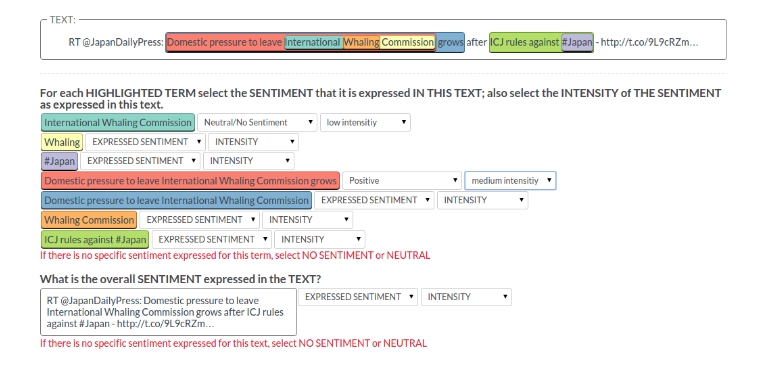 TEXT:
RT @JapanDailyPress: Domestic pressure to leave International Whaling Commission grows after ICJ rules against #Japan - http://t.co/9L9cRZm…
For each HIGHLIGHTED TERM select the SENTIMENT that it is expressed IN THIS TEXT; also select the INTENSITY of THE SENTIMENT
as expressed in this text.
International Whaling Commission Neutral/No Sentiment low intensitiy
Whaling EXPRESSED SENTIMENT INTENSITY
#Japan EXPRESSED SENTIMENT INTENSITY
Domestic pressure to leave International Whaling Commission grows Positive medium intensitiy
Domestic pressure to leave International Whaling Commission EXPRESSED SENTIMENT INTENSITY
Whaling Commission EXPRESSED SENTIMENT INTENSITY
ICJ rules against #Japan EXPRESSED SENTIMENT INTENSITY
If there is no specific sentiment expressed for this term, select NO SENTIMENT or NEUTRAL
What is the overall SENTIMENT expressed in the TEXT?
RT @JapanDailyPress: Domestic pressure to leave EXPRESSED SENTIMENT INTENSITY
International Whaling Commission grows after ICJ rules
against #Japan - http://t.co/9L9cRZm…
If there is no specific sentiment expressed for this text, select NO SENTIMENT or NEUTRAL